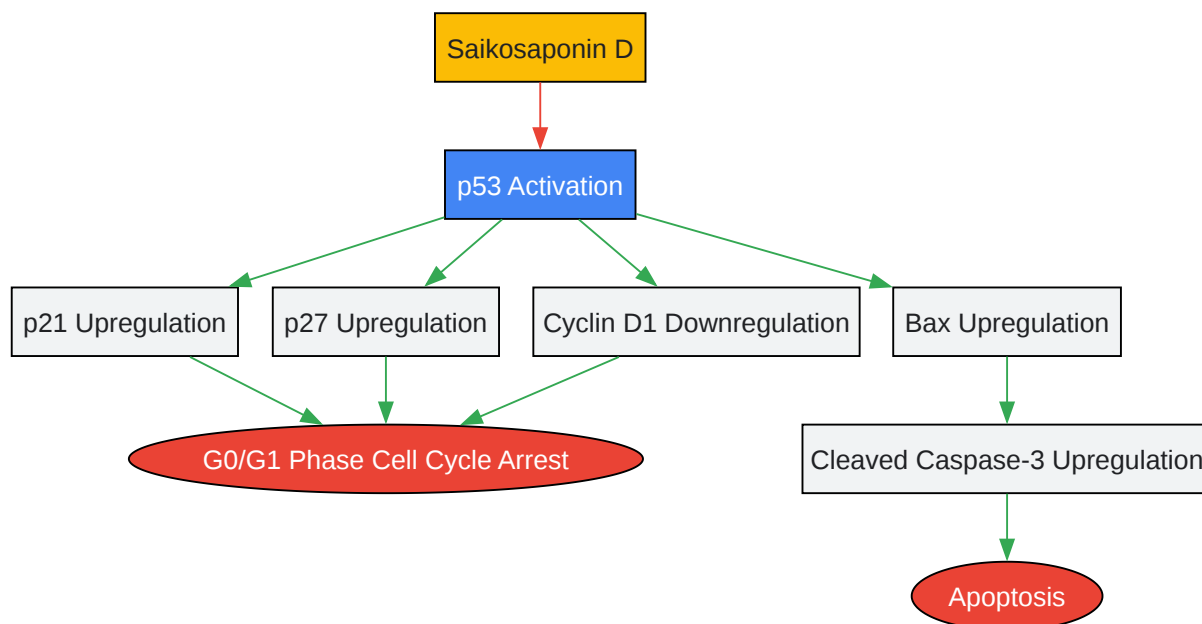 Saikosaponin D
p53 Activation
p21 Upregulation
p27 Upregulation
Cyclin D1 Downregulation
Bax Upregulation
G0/G1 Phase Cell Cycle Arrest
Cleaved Caspase-3 Upregulation
Apoptosis